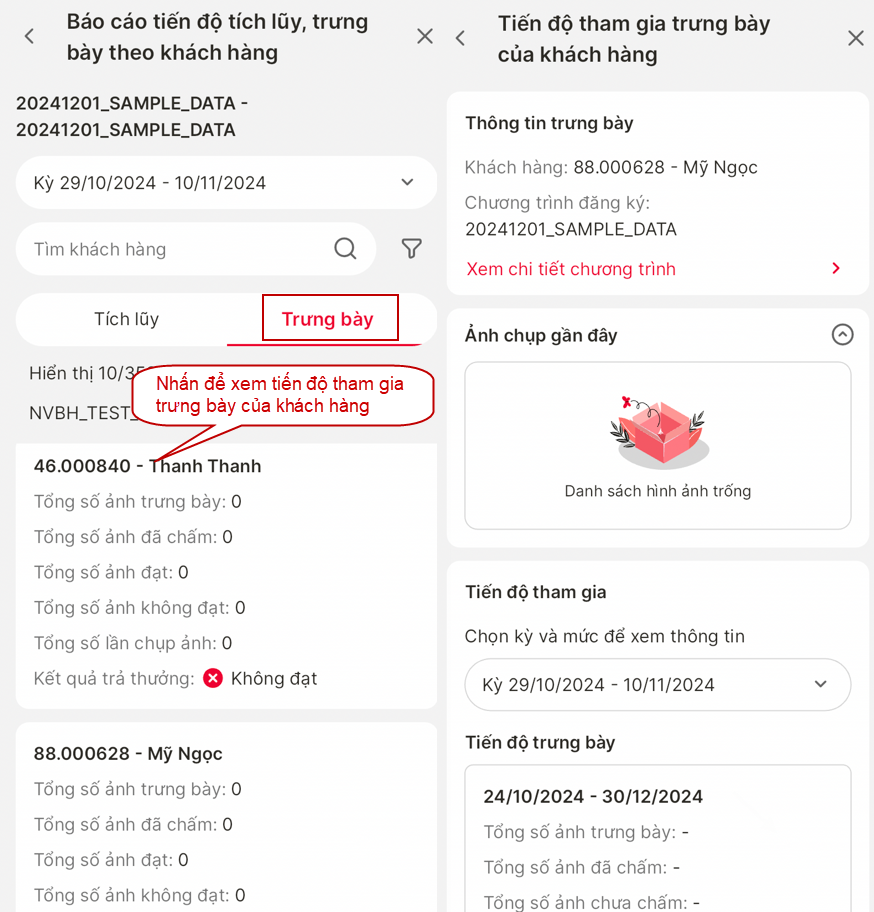 Báo cáo tiến độ tích lũy, trưng
bày theo khách hàng
20241201_SAMPLE_DATA -
20241201_SAMPLE_DATA
Kỳ 29/10/2024 - 10/11/2024
Tìm khách hàng
Tích lũy
Trưng bày
Hiển thị
NVBH_TEST_
Nhấn để xem tiến độ tham gia
trưng bày của khách hàng
46.000840 - Thanh Thanh
Tổng số ảnh trưng bày: 0
Tổng số ảnh đã chấm: 0
Tổng số ảnh đạt: 0
Tổng số ảnh không đạt: 0
Tổng số lần chụp ảnh: 0
Kết quả trả thưởng: Không đạt
88.000628 - Mỹ Ngọc
Tổng số ảnh trưng bày: 0
Tổng số ảnh đã chấm: 0
Tổng số ảnh đạt: 0
Tổng số ảnh không đạt: 0
Tiến độ tham gia trưng bày
của khách hàng
Thông tin trưng bày
Khách hàng: 88.000628 - Mỹ Ngọc
Chương trình đăng ký:
20241201_SAMPLE_DATA
Xem chi tiết chương trình
Ảnh chụp gần đây
Danh sách hình ảnh trống
Tiến độ tham gia
Chọn kỳ và mức để xem thông tin
Kỳ 29/10/2024 - 10/11/2024
Tiến độ trưng bày
24/10/2024 - 30/12/2024
Tổng số ảnh trưng bày: -
Tổng số ảnh đã chấm: -
Tổng số ảnh chưa chấm: -